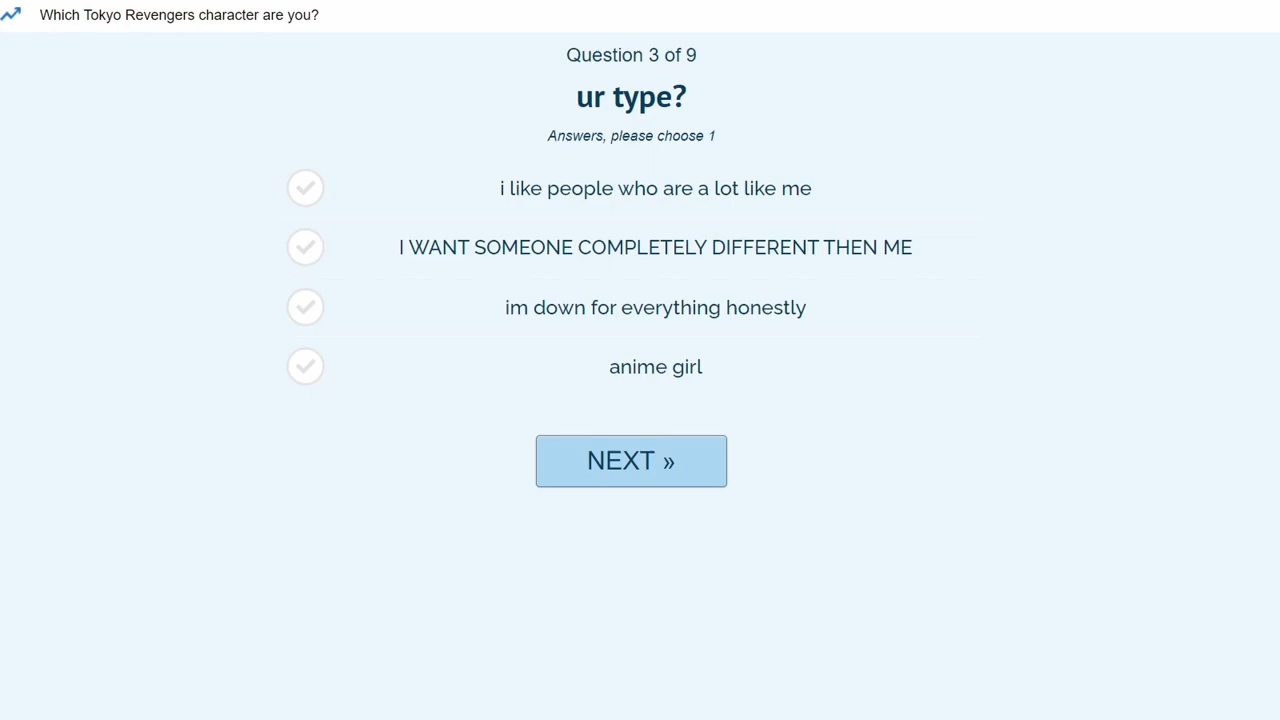 Which Tokyo Revengers character are you?
Question 3 of 9
ur type?
Answers, please choose 1
i like people who are a lot like me
I WANT SOMEONE COMPLETELY DIFFERENT THEN ME
im down for everything honestly
anime girl
NEXT »